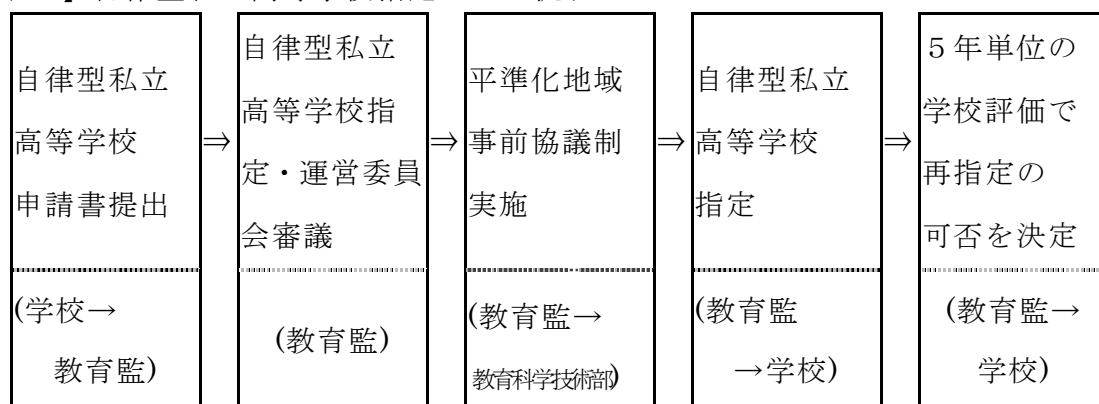 自律型私立
高等学校
申請書提出
(学校→
教育監)
⇒
自律型私立
高等学校指
定・運営委員
会審議
(教育監)
⇒
平準化地域
事前協議制
実施
(教育監→
教育科学技術部)
⇒
自律型私立
高等学校
指定
(教育監
→学校)
⇒
５年単位の
学校評価で
再指定の
可否を決定
(教育監→
学校)